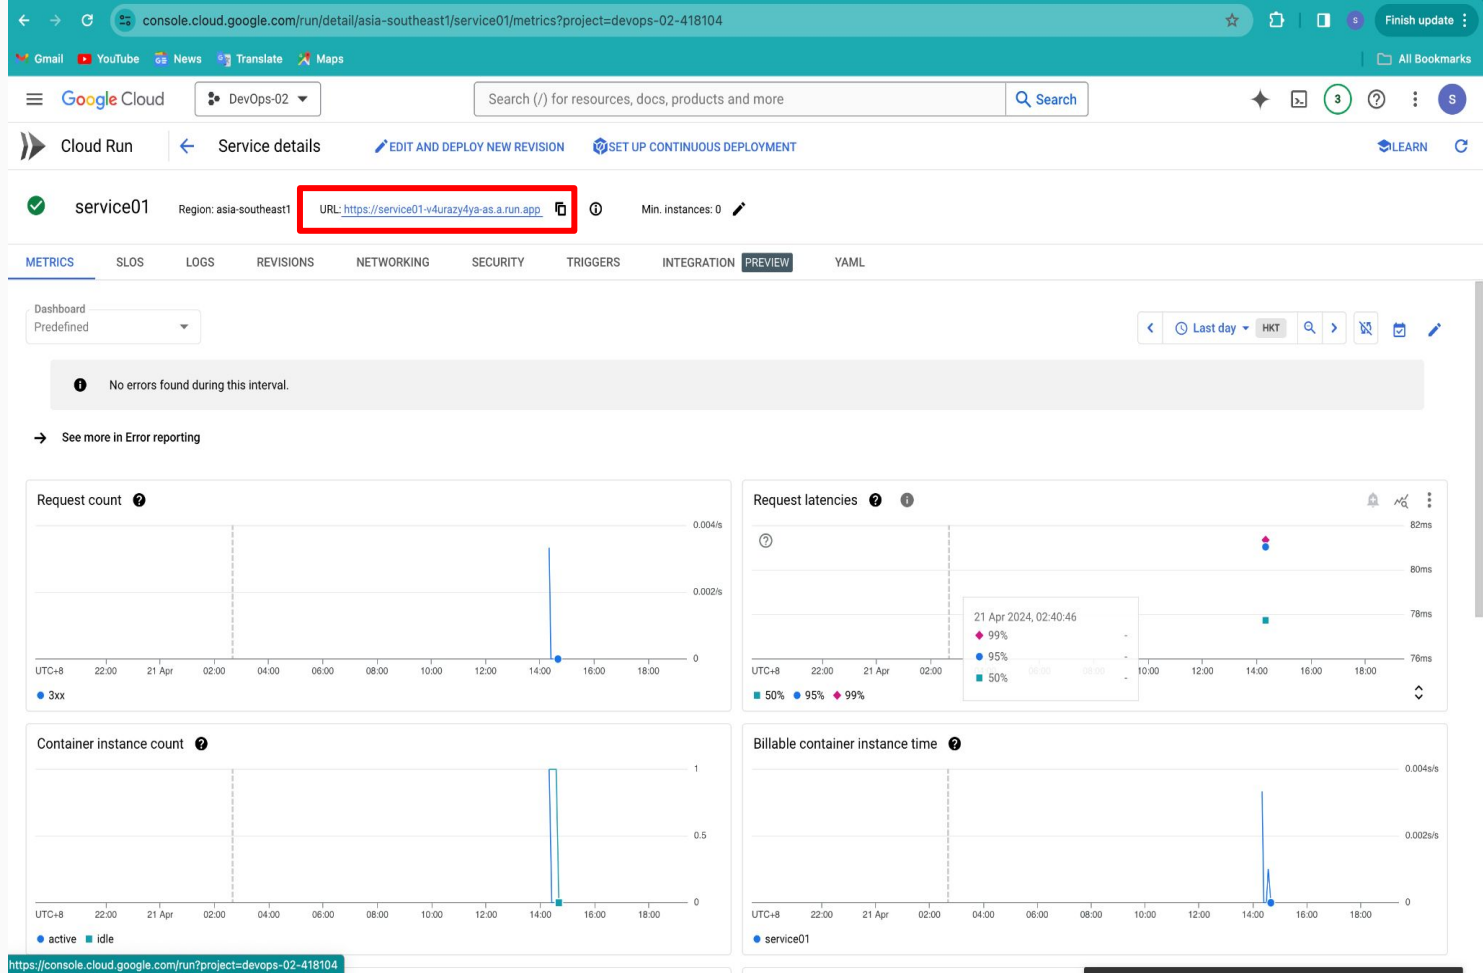 console.cloud.google.com/run/detail/asia-southeast1/service01/metrics?project=devops-02-418104
S
Finish update
Gmail YouTube News Translate Maps
All Bookmarks
Google Cloud
DevOps-02
Search (/) for resources, docs, products and more
Search
3
S
Cloud Run
Service details
EDIT AND DEPLOY NEW REVISION
SET UP CONTINUOUS DEPLOYMENT
LEARN
service01
Region: asia-southeast1
URL: https://service01-v4urazy4ya-as.a.run.app
Min. instances: 0
METRICS SLOS LOGS REVISIONS NETWORKING SECURITY TRIGGERS INTEGRATION PREVIEW YAML
Dashboard
Predefined
Last day HKT
No errors found during this interval.
See more in Error reporting
Request count
0.004/s
0.002/s
0
UTC+8 22:00 21 Apr 02:00 04:00 06:00 08:00 10:00 12:00 14:00 16:00 18:00
3xx
Request latencies
82ms
80ms
78ms
76ms
21 Apr 2024, 02:40:46
99% -
95% -
50% -
UTC+8 22:00 21 Apr 02:00 06:00 08:00 10:00 12:00 14:00 16:00 18:00
50% 95% 99%
Container instance count
1
0.5
0
UTC+8 22:00 21 Apr 02:00 04:00 06:00 08:00 10:00 12:00 14:00 16:00 18:00
active idle
Billable container instance time
0.004s/s
0.002s/s
0
UTC+8 22:00 21 Apr 02:00 04:00 06:00 08:00 10:00 12:00 14:00 16:00 18:00
service01
https://console.cloud.google.com/run?project=devops-02-418104